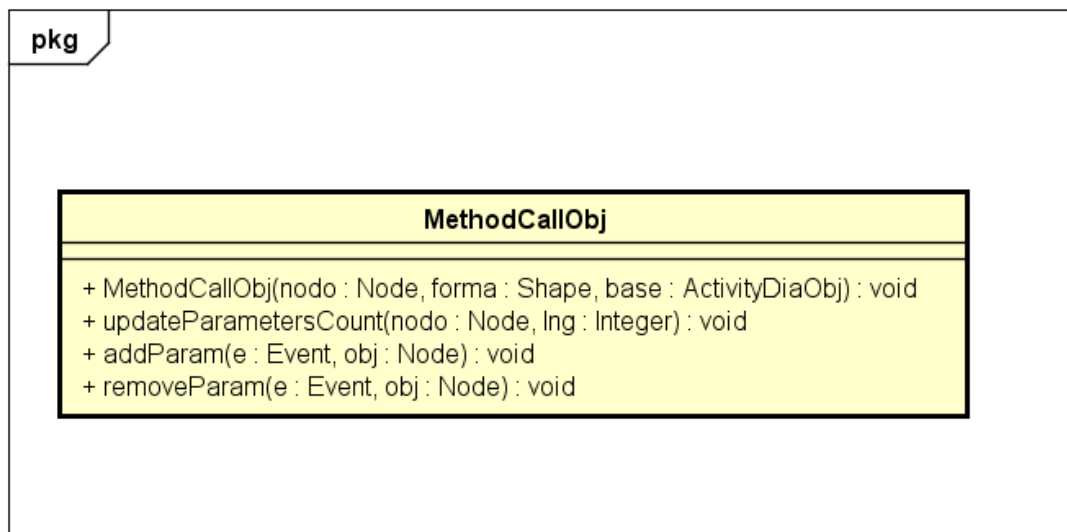 pkg
MethodCallObj
+ MethodCallObj(nodo : Node, forma : Shape, base : ActivityDiaObj) : void
+ updateParametersCount(nodo : Node, lng : Integer) : void
+ addParam(e : Event, obj : Node) : void
+ removeParam(e : Event, obj : Node) : void